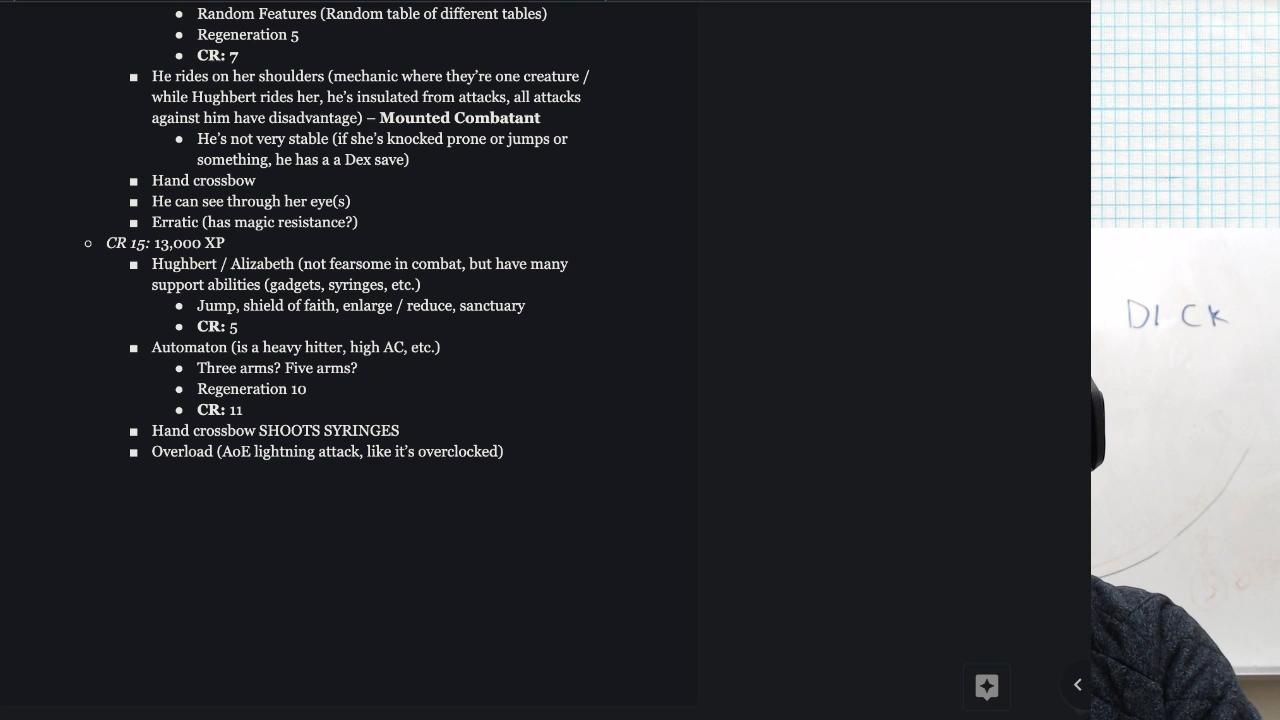 Random Features (Random table of different tables)
Regeneration 5
CR: 7
He rides on her shoulders (mechanic where they’re one creature /
while Hughbert rides her, he’s insulated from attacks, all attacks
against him have disadvantage) – Mounted Combatant
He’s not very stable (if she’s knocked prone or jumps or
something, he has a a Dex save)
Hand crossbow
He can see through her eye(s)
Erratic (has magic resistance?)
CR 15: 13,000 XP
Hughbert / Alizabeth (not fearsome in combat, but have many
support abilities (gadgets, syringes, etc.)
Jump, shield of faith, enlarge / reduce, sanctuary
CR: 5
Automaton (is a heavy hitter, high AC, etc.)
Three arms? Five arms?
Regeneration 10
CR: 11
Hand crossbow SHOOTS SYRINGES
Overload (AoE lightning attack, like it’s overclocked)
DICK